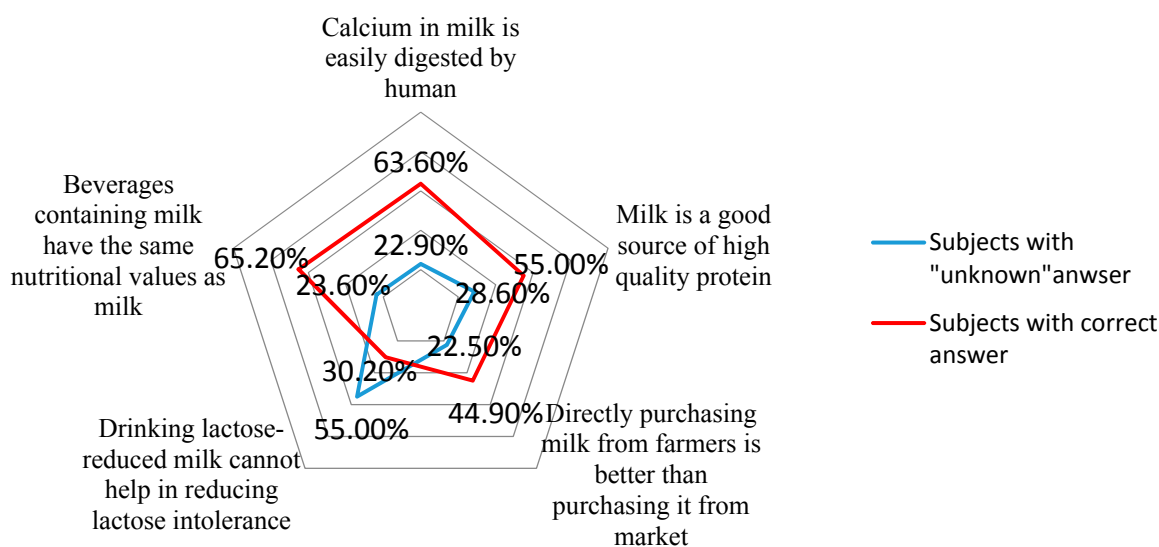 Calcium in milk is
easily digested by
human
63.60%
22.90%
Milk is a good
source of high
quality protein
55.00%
28.60%
Directly purchasing
milk from farmers is
better than
purchasing it from
market
22.50%
44.90%
Drinking lactose-
reduced milk cannot
help in reducing
lactose intolerance
30.20%
55.00%
Beverages
containing milk
have the same
nutritional values as
milk
65.20%
23.60%
Subjects with
"unknown"anwser
Subjects with correct
answer